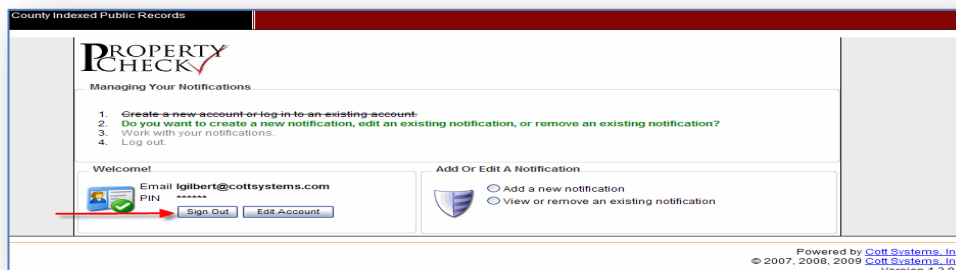 County Indexed Public Records
PROPERTY
CHECK
Managing Your Notifications
1. Create a new account or log in to an existing account.
2. Do you want to create a new notification, edit an existing notification, or remove an existing notification?
3. Work with your notifications.
4. Log out.
Welcome!
Email lgilbert@cottsystems.com
PIN ******
Sign Out Edit Account
Add Or Edit A Notification
Add a new notification
View or remove an existing notification
Powered by Cott Systems, In
© 2007, 2008, 2009 Cott Systems, In
Version 1.3.9